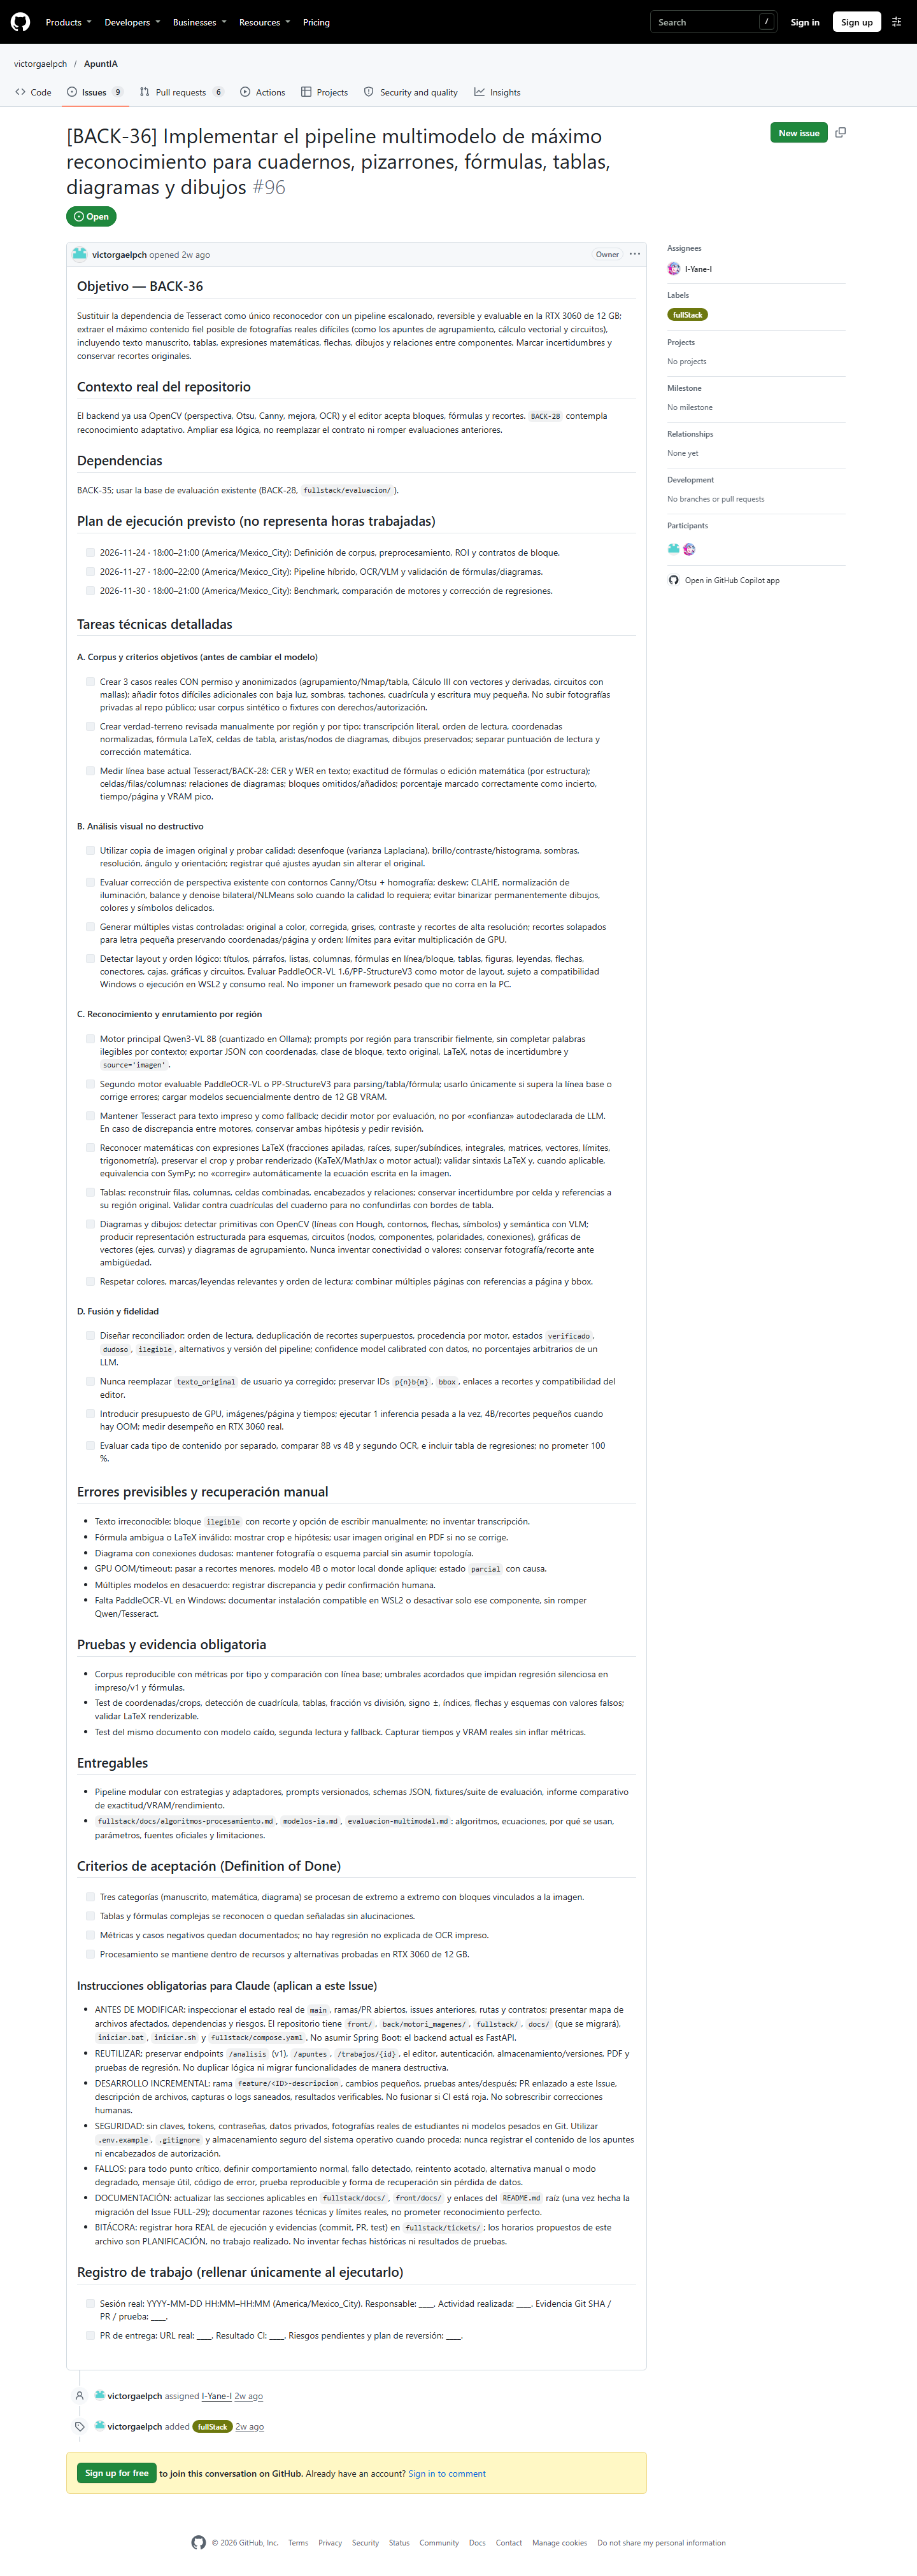 Products Developers Businesses Resources Pricing
Search / Sign in Sign up
victorgaelpch / ApuntIA
Code Issues 9 Pull requests 6 Actions Projects Security and quality Insights
[BACK-36] Implementar el pipeline multimodelo de máximo
reconocimiento para cuadernos, pizarrones, fórmulas, tablas,
diagramas y dibujos #96
New issue
Open
victorgaelpch opened 2w ago Owner
Objetivo — BACK-36
Sustituir la dependencia de Tesseract como único reconocedor con un pipeline escalonado, reversible y evaluable en la RTX 3060 de 12 GB;
extraer el máximo contenido fiel posible de fotografías reales difíciles (como los apuntes de agrupamiento, cálculo vectorial y circuitos),
incluyendo texto manuscrito, tablas, expresiones matemáticas, flechas, dibujos y relaciones entre componentes. Marcar incertidumbres y
conservar recortes originales.
Contexto real del repositorio
El backend ya usa OpenCV (perspectiva, Otsu, Canny, mejora, OCR) y el editor acepta bloques, fórmulas y recortes. BACK-28 contempla
reconocimiento adaptativo. Ampliar esa lógica, no reemplazar el contrato ni romper evaluaciones anteriores.
Dependencias
BACK-35; usar la base de evaluación existente (BACK-28, fullstack/evaluacion/ ).
Plan de ejecución previsto (no representa horas trabajadas)
2026-11-24 · 18:00–21:00 (America/Mexico_City): Definición de corpus, preprocesamiento, ROI y contratos de bloque.
2026-11-27 · 18:00–22:00 (America/Mexico_City): Pipeline híbrido, OCR/VLM y validación de fórmulas/diagramas.
2026-11-30 · 18:00–21:00 (America/Mexico_City): Benchmark, comparación de motores y corrección de regresiones.
Tareas técnicas detalladas
A. Corpus y criterios objetivos (antes de cambiar el modelo)
Crear 3 casos reales CON permiso y anonimizados (agrupamiento/Nmap/tabla, Cálculo III con vectores y derivadas, circuitos con
mallas); añadir fotos difíciles adicionales con baja luz, sombras, tachones, cuadrícula y escritura muy pequeña. No subir fotografías
privadas al repo público; usar corpus sintético o fixtures con derechos/autorización.
Crear verdad-terreno revisada manualmente por región y por tipo: transcripción literal, orden de lectura, coordenadas
normalizadas, fórmula LaTeX, celdas de tabla, aristas/nodos de diagramas, dibujos preservados; separar puntuación de lectura y
corrección matemática.
Medir línea base actual Tesseract/BACK-28: CER y WER en texto; exactitud de fórmulas o edición matemática (por estructura);
celdas/filas/columnas; relaciones de diagramas; bloques omitidos/añadidos; porcentaje marcado correctamente como incierto,
tiempo/página y VRAM pico.
B. Análisis visual no destructivo
Utilizar copia de imagen original y probar calidad: desenfoque (varianza Laplaciana), brillo/contraste/histograma, sombras,
resolución, ángulo y orientación; registrar qué ajustes ayudan sin alterar el original.
Evaluar corrección de perspectiva existente con contornos Canny/Otsu + homografía; deskew; CLAHE, normalización de
iluminación, balance y denoise bilateral/NLMeans solo cuando la calidad lo requiera; evitar binarizar permanentemente dibujos,
colores y símbolos delicados.
Generar múltiples vistas controladas: original a color, corregida, grises, contraste y recortes de alta resolución; recortes solapados
para letra pequeña preservando coordenadas/página y orden; límites para evitar multiplicación de GPU.
Detectar layout y orden lógico: títulos, párrafos, listas, columnas, fórmulas en línea/bloque, tablas, figuras, leyendas, flechas,
conectores, cajas, gráficas y circuitos. Evaluar PaddleOCR-VL 1.6/PP-StructureV3 como motor de layout, sujeto a compatibilidad
Windows o ejecución en WSL2 y consumo real. No imponer un framework pesado que no corra en la PC.
C. Reconocimiento y enrutamiento por región
Motor principal Qwen3-VL 8B (cuantizado en Ollama); prompts por región para transcribir fielmente, sin completar palabras
ilegibles por contexto; exportar JSON con coordenadas, clase de bloque, texto original, LaTeX, notas de incertidumbre y
source='imagen' .
Segundo motor evaluable PaddleOCR-VL o PP-StructureV3 para parsing/tabla/fórmula; usarlo únicamente si supera la línea base o
corrige errores; cargar modelos secuencialmente dentro de 12 GB VRAM.
Mantener Tesseract para texto impreso y como fallback; decidir motor por evaluación, no por «confianza» autodeclarada de LLM.
En caso de discrepancia entre motores, conservar ambas hipótesis y pedir revisión.
Reconocer matemáticas con expresiones LaTeX (fracciones apiladas, raíces, super/subíndices, integrales, matrices, vectores, límites,
trigonometría), preservar el crop y probar renderizado (KaTeX/MathJax o motor actual); validar sintaxis LaTeX y, cuando aplicable,
equivalencia con SymPy; no «corregir» automáticamente la ecuación escrita en la imagen.
Tablas: reconstruir filas, columnas, celdas combinadas, encabezados y relaciones; conservar incertidumbre por celda y referencias a
su región original. Validar contra cuadrículas del cuaderno para no confundirlas con bordes de tabla.
Diagramas y dibujos: detectar primitivas con OpenCV (líneas con Hough, contornos, flechas, símbolos) y semántica con VLM;
producir representación estructurada para esquemas, circuitos (nodos, componentes, polaridades, conexiones), gráficas de
vectores (ejes, curvas) y diagramas de agrupamiento. Nunca inventar conectividad o valores; conservar fotografía/recorte ante
ambigüedad.
Respetar colores, marcas/leyendas relevantes y orden de lectura; combinar múltiples páginas con referencias a página y bbox.
D. Fusión y fidelidad
Diseñar reconciliador: orden de lectura, deduplicación de recortes superpuestos, procedencia por motor, estados verificado ,
dudoso , ilegible , alternativos y versión del pipeline; confidence model calibrated con datos, no porcentajes arbitrarios de un
LLM.
Nunca reemplazar texto_original de usuario ya corregido; preservar IDs p{n}b{m} , bbox , enlaces a recortes y compatibilidad del
editor.
Introducir presupuesto de GPU, imágenes/página y tiempos; ejecutar 1 inferencia pesada a la vez, 4B/recortes pequeños cuando
hay OOM; medir desempeño en RTX 3060 real.
Evaluar cada tipo de contenido por separado, comparar 8B vs 4B y segundo OCR, e incluir tabla de regresiones; no prometer 100
%.
Errores previsibles y recuperación manual
Texto irreconocible: bloque ilegible con recorte y opción de escribir manualmente; no inventar transcripción.
Fórmula ambigua o LaTeX inválido: mostrar crop e hipótesis; usar imagen original en PDF si no se corrige.
Diagrama con conexiones dudosas: mantener fotografía o esquema parcial sin asumir topología.
GPU OOM/timeout: pasar a recortes menores, modelo 4B o motor local donde aplique; estado parcial con causa.
Múltiples modelos en desacuerdo: registrar discrepancia y pedir confirmación humana.
Falta PaddleOCR-VL en Windows: documentar instalación compatible en WSL2 o desactivar solo ese componente, sin romper
Qwen/Tesseract.
Pruebas y evidencia obligatoria
Corpus reproducible con métricas por tipo y comparación con línea base; umbrales acordados que impidan regresión silenciosa en
impreso/v1 y fórmulas.
Test de coordenadas/crops, detección de cuadrícula, tablas, fracción vs división, signo ±, índices, flechas y esquemas con valores falsos;
validar LaTeX renderizable.
Test del mismo documento con modelo caído, segunda lectura y fallback. Capturar tiempos y VRAM reales sin inflar métricas.
Entregables
Pipeline modular con estrategias y adaptadores, prompts versionados, schemas JSON, fixtures/suite de evaluación, informe comparativo
de exactitud/VRAM/rendimiento.
fullstack/docs/algoritmos-procesamiento.md , modelos-ia.md , evaluacion-multimodal.md : algoritmos, ecuaciones, por qué se usan,
parámetros, fuentes oficiales y limitaciones.
Criterios de aceptación (Definition of Done)
Tres categorías (manuscrito, matemática, diagrama) se procesan de extremo a extremo con bloques vinculados a la imagen.
Tablas y fórmulas complejas se reconocen o quedan señaladas sin alucinaciones.
Métricas y casos negativos quedan documentados; no hay regresión no explicada de OCR impreso.
Procesamiento se mantiene dentro de recursos y alternativas probadas en RTX 3060 de 12 GB.
Instrucciones obligatorias para Claude (aplican a este Issue)
ANTES DE MODIFICAR: inspeccionar el estado real de main , ramas/PR abiertos, issues anteriores, rutas y contratos; presentar mapa de
archivos afectados, dependencias y riesgos. El repositorio tiene front/ , back/motori_magenes/ , fullstack/ , docs/ (que se migrará),
iniciar.bat , iniciar.sh y fullstack/compose.yaml . No asumir Spring Boot: el backend actual es FastAPI.
REUTILIZAR: preservar endpoints /analisis (v1), /apuntes , /trabajos/{id} , el editor, autenticación, almacenamiento/versiones, PDF y
pruebas de regresión. No duplicar lógica ni migrar funcionalidades de manera destructiva.
DESARROLLO INCREMENTAL: rama feature/<ID>-descripcion , cambios pequeños, pruebas antes/después; PR enlazado a este Issue,
descripción de archivos, capturas o logs saneados, resultados verificables. No fusionar si CI está roja. No sobrescribir correcciones
humanas.
SEGURIDAD: sin claves, tokens, contraseñas, datos privados, fotografías reales de estudiantes ni modelos pesados en Git. Utilizar
.env.example , .gitignore y almacenamiento seguro del sistema operativo cuando proceda; nunca registrar el contenido de los apuntes
ni encabezados de autorización.
FALLOS: para todo punto crítico, definir comportamiento normal, fallo detectado, reintento acotado, alternativa manual o modo
degradado, mensaje útil, código de error, prueba reproducible y forma de recuperación sin pérdida de datos.
DOCUMENTACIÓN: actualizar las secciones aplicables en fullstack/docs/ , front/docs/ y enlaces del README.md raíz (una vez hecha la
migración del Issue FULL-29); documentar razones técnicas y límites reales, no prometer reconocimiento perfecto.
BITÁCORA: registrar hora REAL de ejecución y evidencias (commit, PR, test) en fullstack/tickets/ ; los horarios propuestos de este
archivo son PLANIFICACIÓN, no trabajo realizado. No inventar fechas históricas ni resultados de pruebas.
Registro de trabajo (rellenar únicamente al ejecutarlo)
Sesión real: YYYY-MM-DD HH:MM–HH:MM (America/Mexico_City). Responsable: ____. Actividad realizada: ____. Evidencia Git SHA /
PR / prueba: ____.
PR de entrega: URL real: ____. Resultado CI: ____. Riesgos pendientes y plan de reversión: ____.
victorgaelpch assigned I-Yane-I 2w ago
victorgaelpch added fullStack 2w ago
Sign up for free to join this conversation on GitHub. Already have an account? Sign in to comment
Assignees
I-Yane-I
Labels
fullStack
Projects
No projects
Milestone
No milestone
Relationships
None yet
Development
No branches or pull requests
Participants
Open in GitHub Copilot app
© 2026 GitHub, Inc. Terms Privacy Security Status Community Docs Contact Manage cookies Do not share my personal information